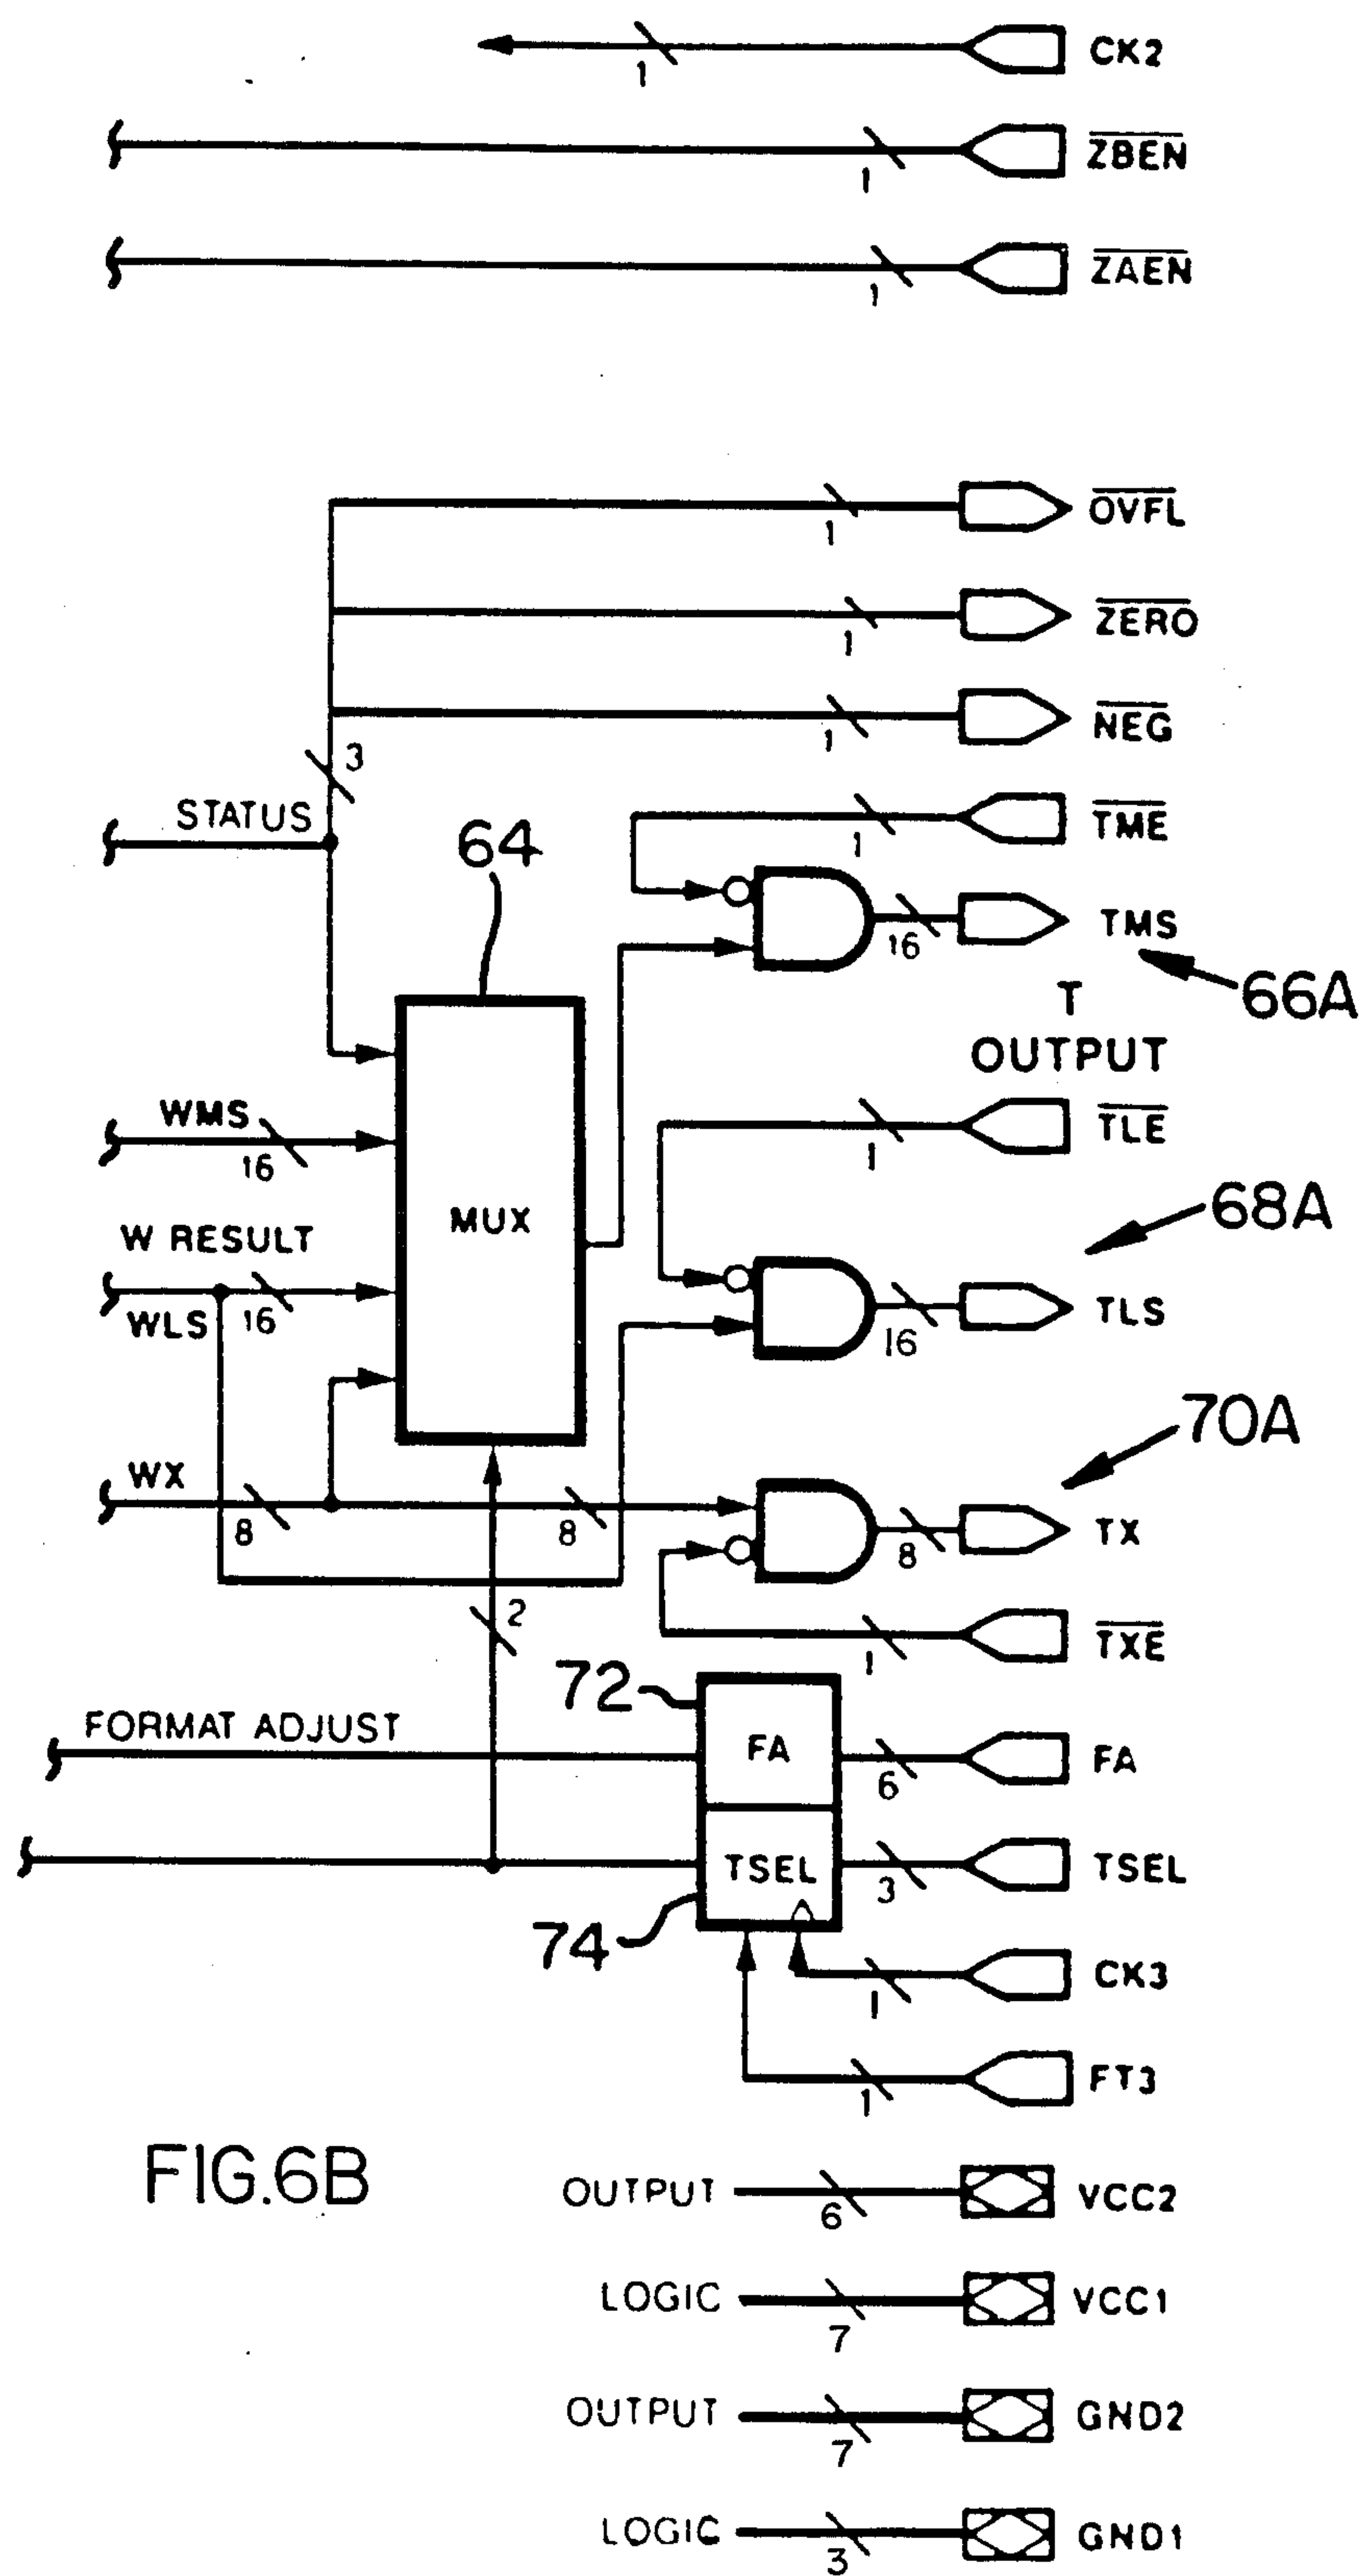 CK2
1
ZBEN
1
ZAEN
1
OVFL
1
ZERO
1
NEG
1
3
STATUS
TME
1
64
TMS
16
66A
T
OUTPUT
WMS
16
TLE
1
MUX
68A
W RESULT
WLS
16
TLS
16
70A
WX
8
8
TX
8
2
TXE
1
72
FORMAT ADJUST
FA
FA
6
TSEL
TSEL
3
74
CK3
1
FT3
1
FIG.6B
OUTPUT
6
VCC2
LOGIC
7
VCC1
OUTPUT
7
GND2
LOGIC
3
GND1